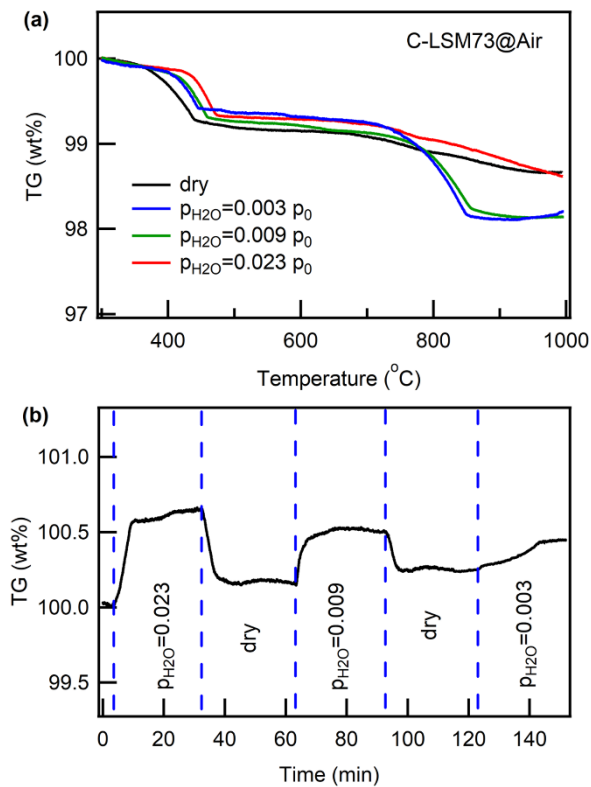 (a)
C-LSM73@Air
100
99
98
97
TG (wt%)
dry
pH2O=0.003 p0
pH2O=0.009 p0
pH2O=0.023 p0
400
600
800
1000
Temperature (oC)
(b)
101.0
100.5
100.0
99.5
TG (wt%)
pH2O=0.023
dry
pH2O=0.009
dry
pH2O=0.003
0
20
40
60
80
100
120
140
Time (min)